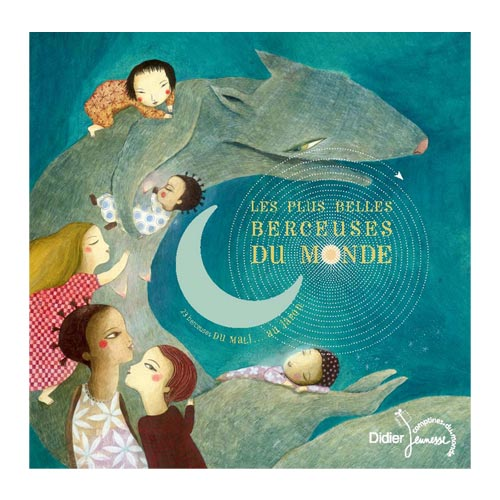 LES PLUS BELLES
BERCEUSES
DU MONDE
23 berceuses DU MALi... au Japon
Didier Jeunesse
comptines du monde